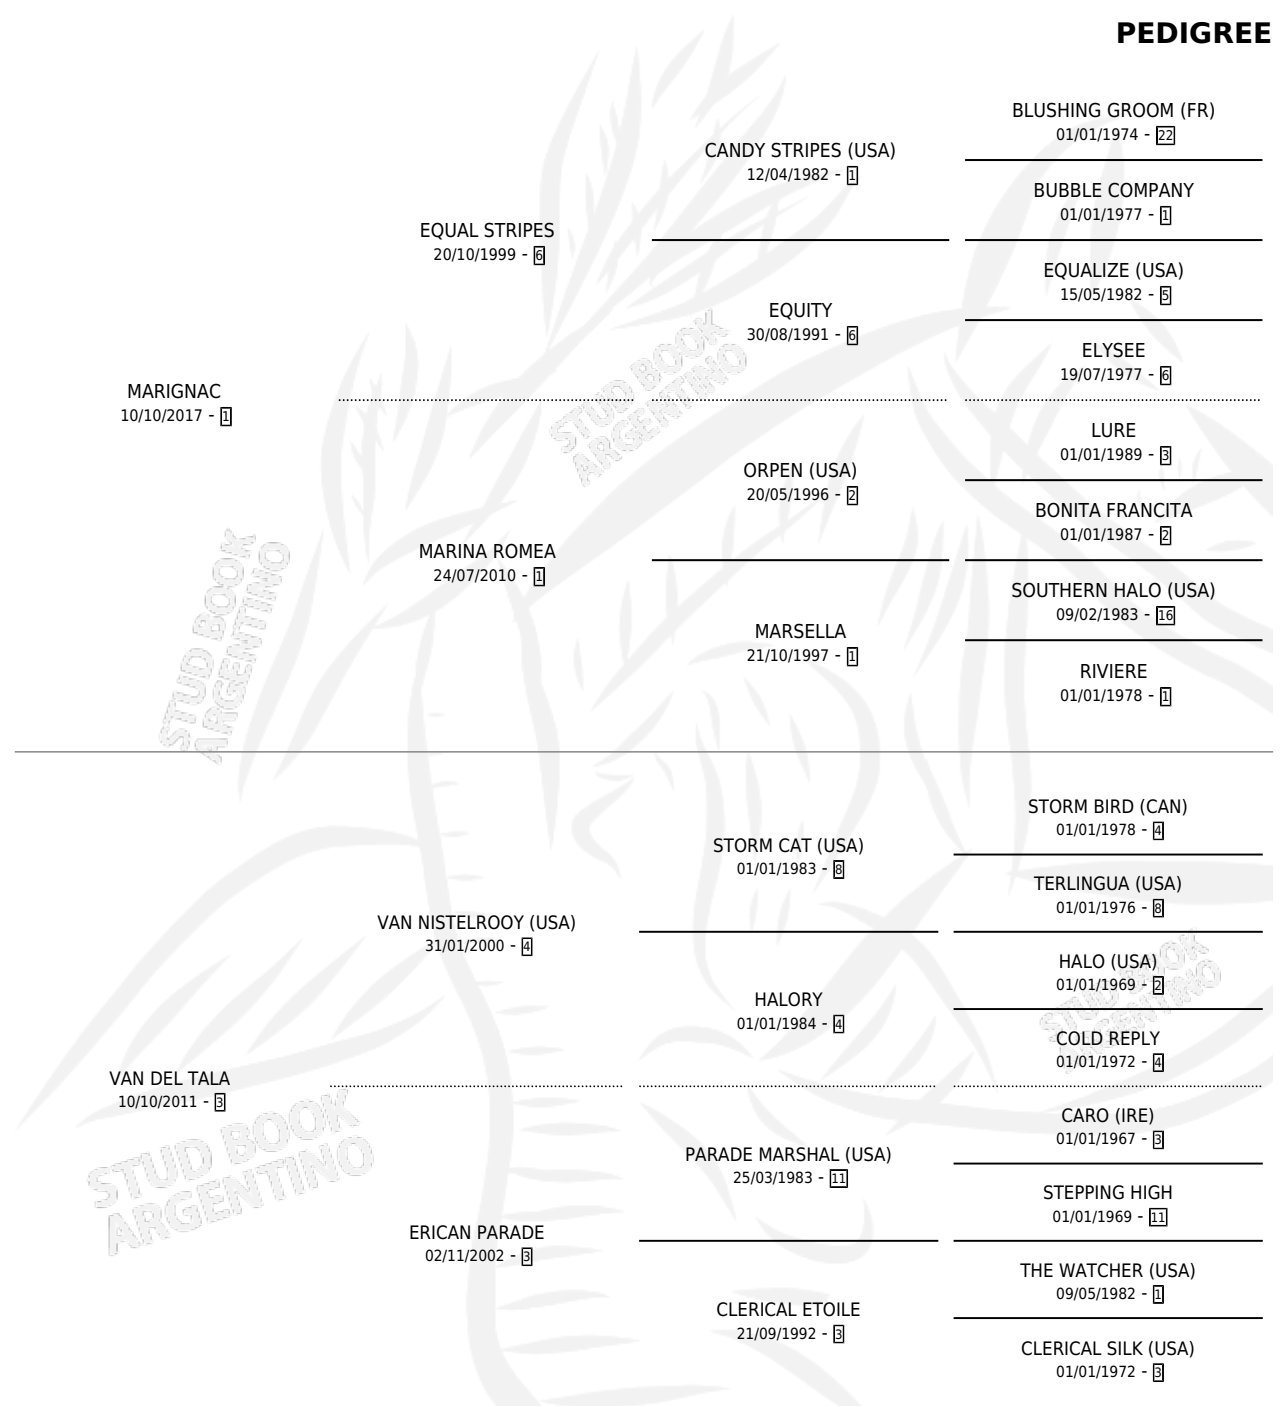 PEDIGREE
BLUSHING GROOM (FR)
01/01/1974 - 22
CANDY STRIPES (USA)
12/04/1982 - 1
BUBBLE COMPANY
01/01/1977 - 1
EQUAL STRIPES
20/10/1999 - 6
EQUALIZE (USA)
15/05/1982 - 5
EQUITY
30/08/1991 - 6
ELYSEE
19/07/1977 - 6
MARIGNAC
10/10/2017 - 1
LURE
01/01/1989 - 3
ORPEN (USA)
20/05/1996 - 2
BONITA FRANCITA
01/01/1987 - 2
MARINA ROMEA
24/07/2010 - 1
SOUTHERN HALO (USA)
09/02/1983 - 16
MARSELLA
21/10/1997 - 1
RIVIERE
01/01/1978 - 1
STORM BIRD (CAN)
01/01/1978 - 4
STORM CAT (USA)
01/01/1983 - 8
TERLINGUA (USA)
01/01/1976 - 8
VAN NISTELROOY (USA)
31/01/2000 - 4
HALO (USA)
01/01/1969 - 2
HALORY
01/01/1984 - 4
COLD REPLY
01/01/1972 - 4
VAN DEL TALA
10/10/2011 - 3
CARO (IRE)
01/01/1967 - 3
PARADE MARSHAL (USA)
25/03/1983 - 11
STEPPING HIGH
01/01/1969 - 11
ERICAN PARADE
02/11/2002 - 3
THE WATCHER (USA)
09/05/1982 - 1
CLERICAL ETOILE
21/09/1992 - 3
CLERICAL SILK (USA)
01/01/1972 - 3
STUD BOOK
ARGENTINO
STUD BOOK
ARGENTINO
STUD BOOK
ARGENTINO
STUD BOOK
ARGENTINO